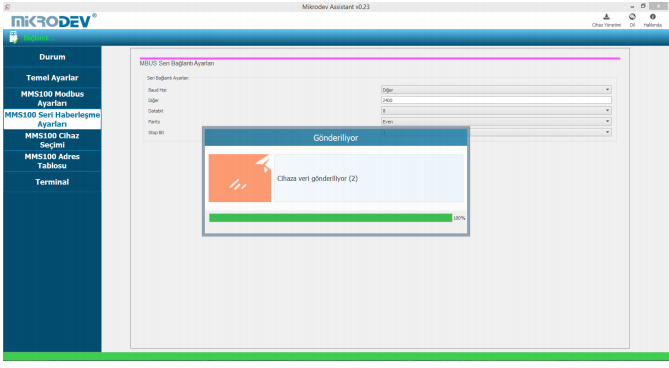 Mikrodev Assistant v0.23
MİKRODEV®
Cihaz Yönetimi Dil Hakkında
Bağlantı
Durum
Temel Ayarlar
MMS100 Modbus
Ayarları
MMS100 Seri Haberleşme
Ayarları
MMS100 Cihaz
Seçimi
MMS100 Adres
Tablosu
Terminal
MBUS Seri Bağlantı Ayarları
Seri Bağlantı Ayarları
Baud Hızı Diğer
Diğer 2400
Databit 8
Parity Even
Stop Bit
Gönderiliyor
Cihaza veri gönderiliyor (2)
100%